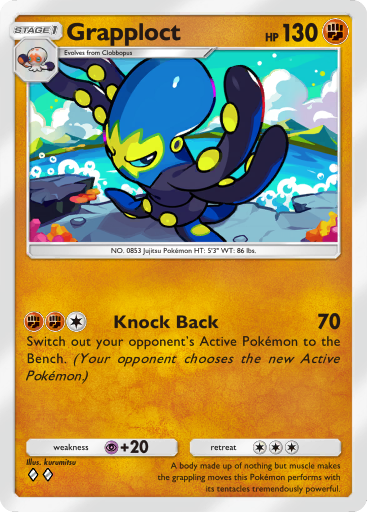 STAGE 1
Grapploct
HP 130
Evolves from Clobbopus
NO. 0853 Jujitsu Pokémon HT: 5'3" WT: 86 lbs.
Knock Back 70
Switch out your opponent's Active Pokémon to the
Bench. (Your opponent chooses the new Active
Pokémon.)
weakness +20
retreat
Illus. kurumitsu
A body made up of nothing but muscle makes
the grappling moves this Pokémon performs with
its tentacles tremendously powerful.